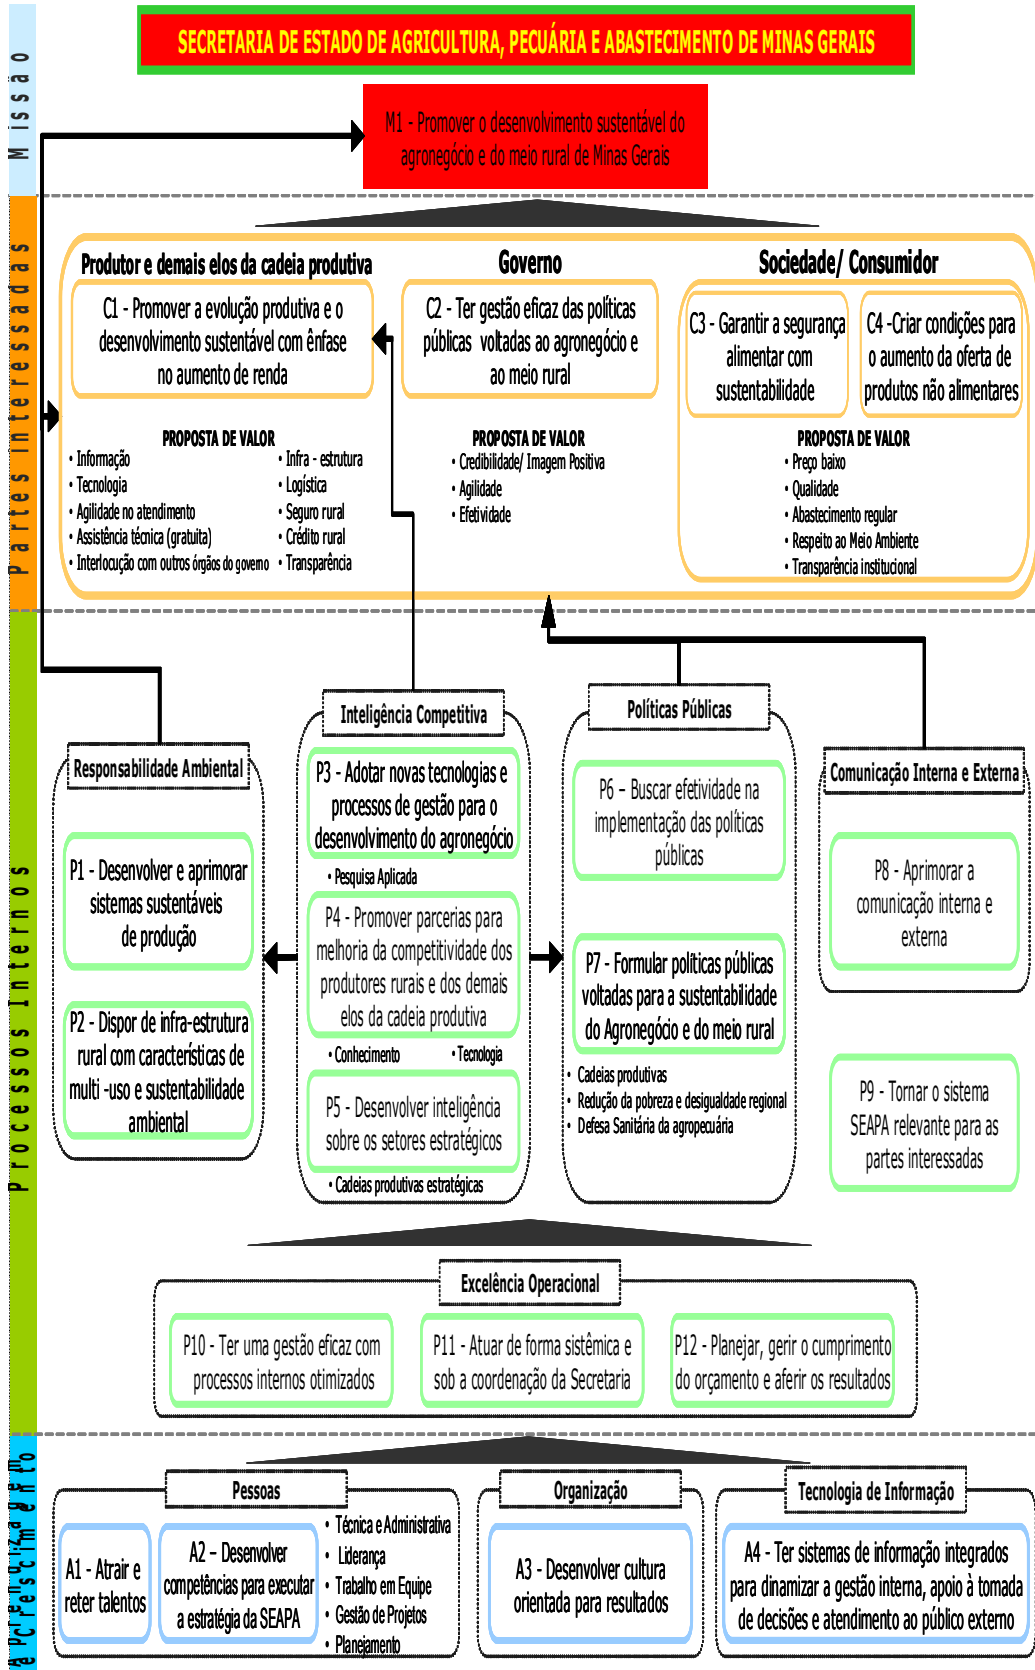 SECRETARIA DE ESTADO DE AGRICULTURA, PECUÁRIA E ABASTECIMENTO DE MINAS GERAIS
Missão
M1 - Promover o desenvolvimento sustentável do
agronegócio e do meio rural de Minas Gerais
Partes interessadas
Produtor e demais elos da cadeia produtiva
C1 - Promover a evolução produtiva e o
desenvolvimento sustentável com ênfase
no aumento de renda
PROPOSTA DE VALOR
• Informação
• Tecnologia
• Agilidade no atendimento
• Assistência técnica (gratuita)
• Interlocução com outros órgãos do governo
• Infra - estrutura
• Logística
• Seguro rural
• Crédito rural
• Transparência
Governo
C2 - Ter gestão eficaz das políticas
públicas voltadas ao agronegócio e
ao meio rural
PROPOSTA DE VALOR
• Credibilidade/ Imagem Positiva
• Agilidade
• Efetividade
Sociedade/ Consumidor
C3 - Garantir a segurança
alimentar com
sustentabilidade
C4 -Criar condições para
o aumento da oferta de
produtos não alimentares
PROPOSTA DE VALOR
• Preço baixo
• Qualidade
• Abastecimento regular
• Respeito ao Meio Ambiente
• Transparência institucional
Processos Internos
Responsabilidade Ambiental
P1 - Desenvolver e aprimorar
sistemas sustentáveis
de produção
P2 - Dispor de infra-estrutura
rural com características de
multi -uso e sustentabilidade
ambiental
Inteligência Competitiva
P3 - Adotar novas tecnologias e
processos de gestão para o
desenvolvimento do agronegócio
• Pesquisa Aplicada
P4 - Promover parcerias para
melhoria da competitividade dos
produtores rurais e dos demais
elos da cadeia produtiva
• Conhecimento
• Tecnologia
P5 - Desenvolver inteligência
sobre os setores estratégicos
• Cadeias produtivas estratégicas
Políticas Públicas
P6 - Buscar efetividade na
implementação das políticas
públicas
P7 - Formular políticas públicas
voltadas para a sustentabilidade
do Agronegócio e do meio rural
• Cadeias produtivas
• Redução da pobreza e desigualdade regional
• Defesa Sanitária da agropecuária
Comunicação Interna e Externa
P8 - Aprimorar a
comunicação interna e
externa
P9 - Tornar o sistema
SEAPA relevante para as
partes interessadas
Excelência Operacional
P10 - Ter uma gestão eficaz com
processos internos otimizados
P11 - Atuar de forma sistêmica e
sob a coordenação da Secretaria
P12 - Planejar, gerir o cumprimento
do orçamento e aferir os resultados
Aprendizagem
e Crescimento
Pessoas
A1 - Atrair e
reter talentos
A2 – Desenvolver
competências para executar
a estratégia da SEAPA
• Técnica e Administrativa
• Liderança
• Trabalho em Equipe
• Gestão de Projetos
• Planejamento
Organização
A3 - Desenvolver cultura
orientada para resultados
Tecnologia de Informação
A4 - Ter sistemas de informação integrados
para dinamizar a gestão interna, apoio à tomada
de decisões e atendimento ao público externo